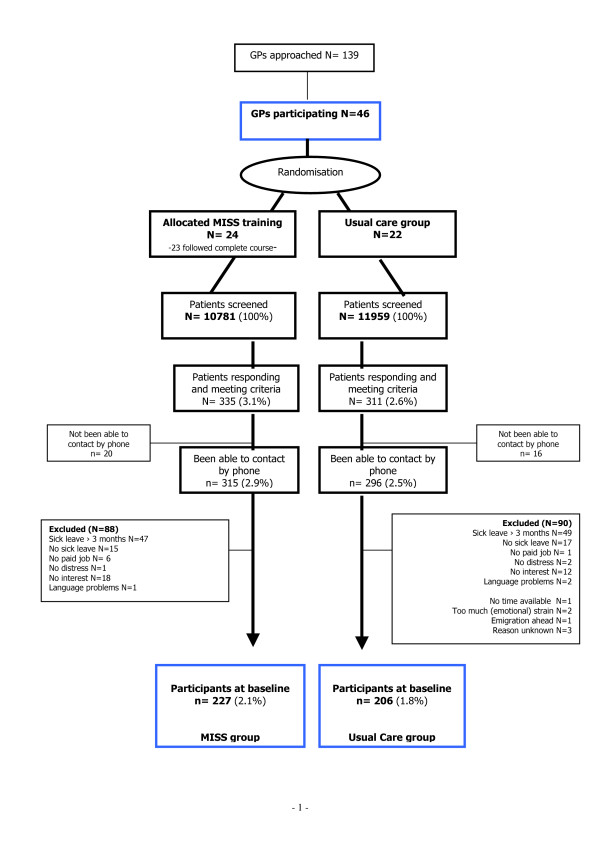 GPs approached N= 139
GPs participating N=46
Randomisation
Allocated MISS training
N= 24
-23 followed complete course-
Usual care group
N=22
Patients screened
N= 10781 (100%)
Patients screened
N= 11959 (100%)
Patients responding
and meeting criteria
N= 335 (3.1%)
Patients responding and
meeting criteria
N= 311 (2.6%)
Not been able to
contact by phone
n= 20
Not been able to
contact by phone
n= 16
Been able to contact
by phone
n= 315 (2.9%)
Been able to contact by
phone
n= 296 (2.5%)
Excluded (N=88)
Sick leave › 3 months N=47
No sick leave N=15
No paid job N= 6
No distress N=1
No interest N=18
Language problems N=1
Excluded (N=90)
Sick leave › 3 months N=49
No sick leave N=17
No paid job N= 1
No distress N=2
No interest N=12
Language problems N=2
No time available N=1
Too much (emotional) strain N=2
Emigration ahead N=1
Reason unknown N=3
Participants at baseline
n= 227 (2.1%)
MISS group
Participants at baseline
n= 206 (1.8%)
Usual Care group
- 1 -